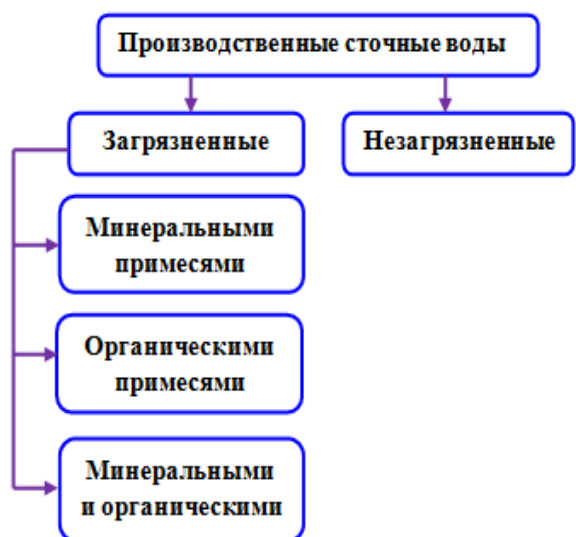 Производственные сточные воды
Загрязненные
Незагрязненные
Минеральными
примесями
Органическими
примесями
Минеральными
и органическими